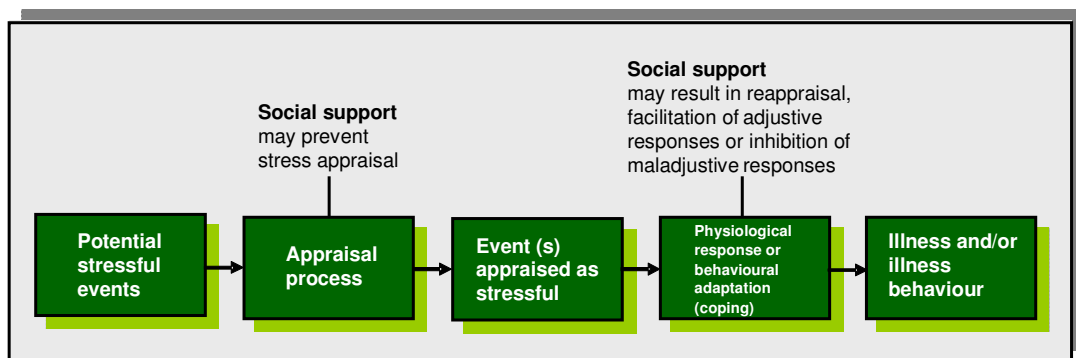 Social support
may result in reappraisal,
facilitation of adjustive
responses or inhibition of
maladjustive responses
Social support
may prevent
stress appraisal
Potential
stressful
events
Appraisal
process
Event (s)
appraised as
stressful
Physiological
response or
behavioural
adaptation
(coping)
Illness and/or
illness
behaviour